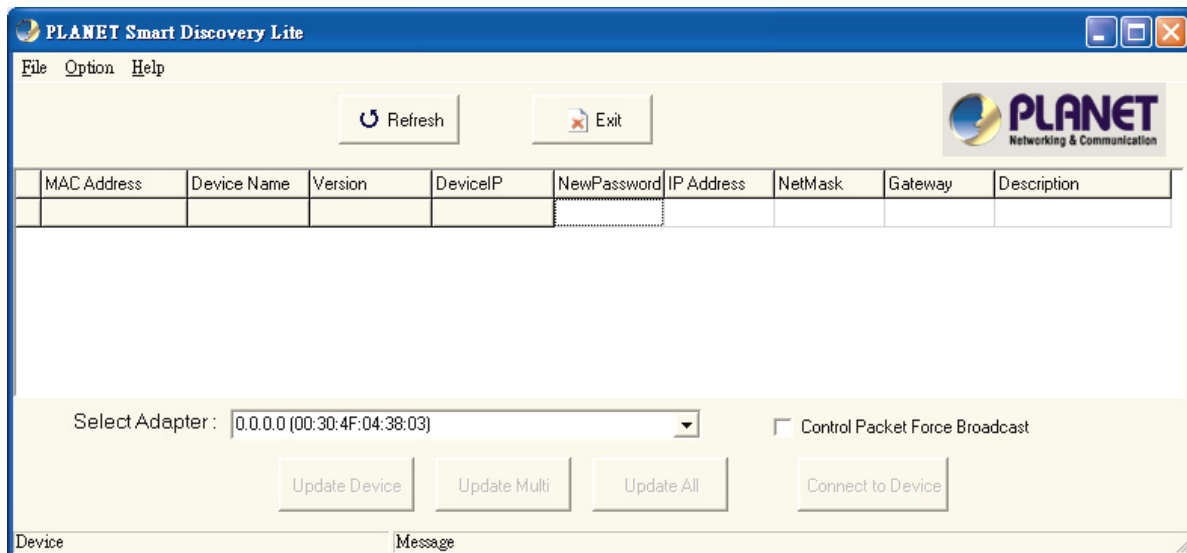 PLANET Smart Discovery Lite
File Option Help
Refresh Exit
PLANET
Networking & Communication
MAC Address Device Name Version DeviceIP NewPassword IP Address NetMask Gateway Description
Select Adapter : 0.0.0.0 (00:30:4F:04:38:03) Control Packet Force Broadcast
Update Device Update Multi Update All Connect to Device
Device Message